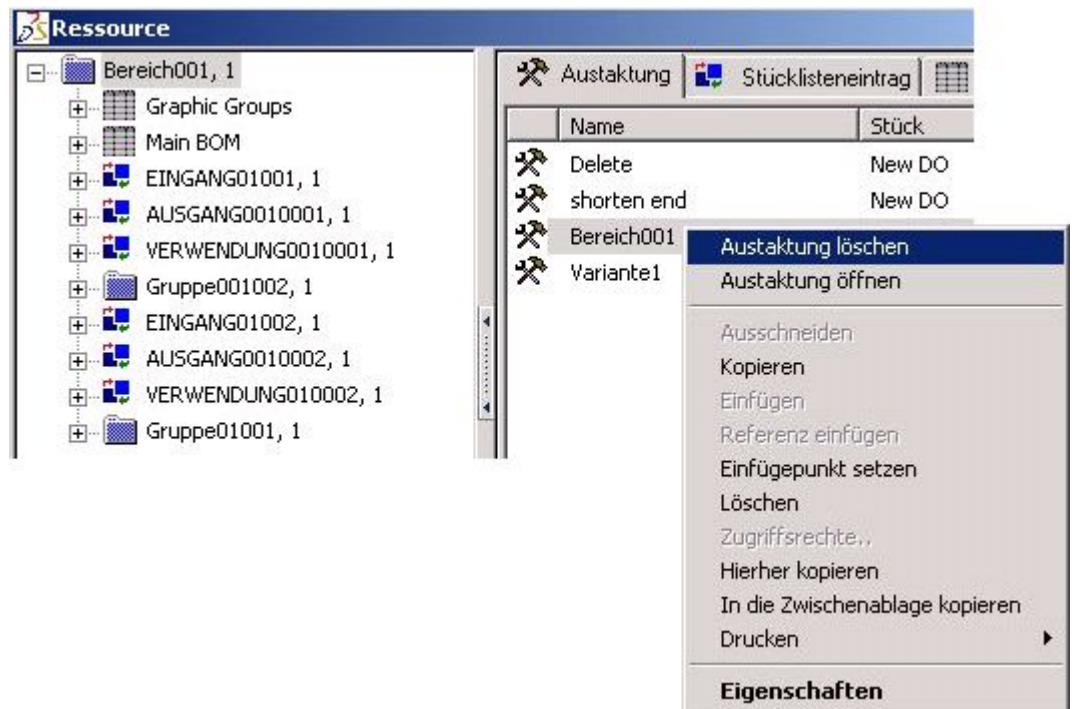 Ressource
Bereich001, 1
Graphic Groups
Main BOM
EINGANG01001, 1
AUSGANG0010001, 1
VERWENDUNG0010001, 1
Gruppe001002, 1
EINGANG01002, 1
AUSGANG0010002, 1
VERWENDUNG010002, 1
Gruppe01001, 1
Austaktung Stücklisteneintrag
Name Stück
Delete New DO
shorten end New DO
Bereich001
Variante1
Austaktung löschen
Austaktung öffnen
Ausschneiden
Kopieren
Einfügen
Referenz einfügen
Einfügepunkt setzen
Löschen
Zugriffsrechte..
Hierher kopieren
In die Zwischenablage kopieren
Drucken
Eigenschaften